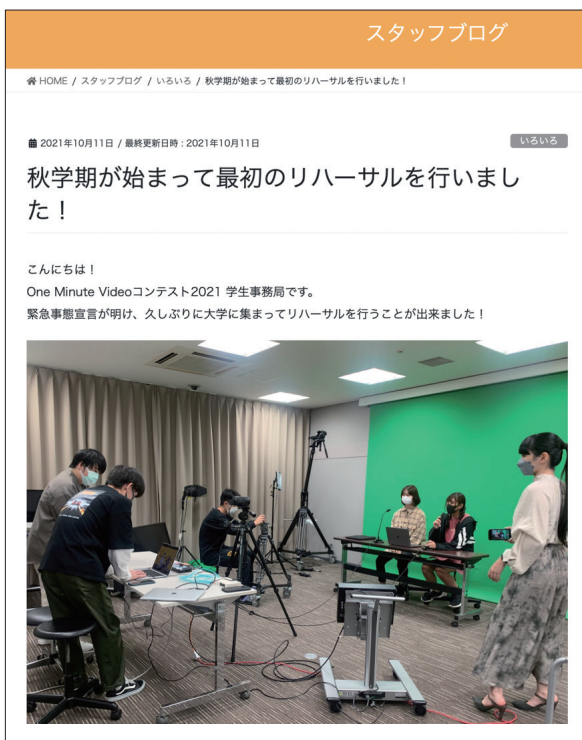 スタッフブログ
HOME / スタッフブログ / いろいろ / 秋学期が始まって最初のリハーサルを行いました！
2021年10月11日 / 最終更新日時 : 2021年10月11日
いろいろ
秋学期が始まって最初のリハーサルを行いまし
た！
こんにちは！
One Minute Videoコンテスト2021 学生事務局です。
緊急事態宣言が明け、久しぶりに大学に集まってリハーサルを行うことが出来ました！